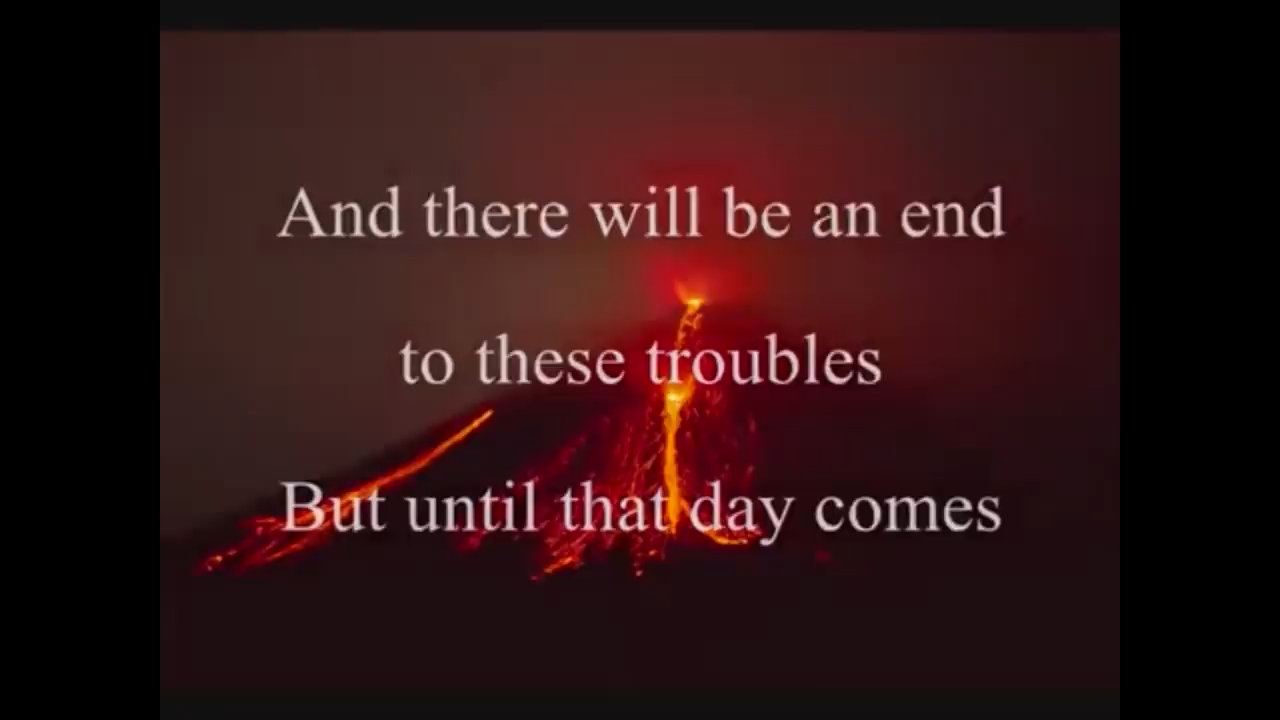 And there will be an end
to these troubles
But until that day comes